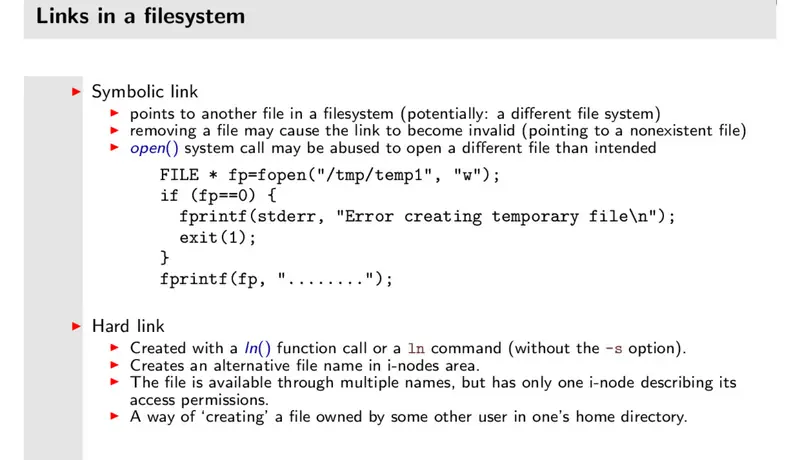 Links in a filesystem
Symbolic link
points to another file in a filesystem (potentially: a different file system)
removing a file may cause the link to become invalid (pointing to a nonexistent file)
open() system call may be abused to open a different file than intended
FILE * fp=fopen("/tmp/temp1", "w");
if (fp==0) {
fprintf(stderr, "Error creating temporary file\n");
exit(1);
}
fprintf(fp, "........");
Hard link
Created with a ln() function call or a ln command (without the -s option).
Creates an alternative file name in i-nodes area.
The file is available through multiple names, but has only one i-node describing its
access permissions.
A way of ‘creating’ a file owned by some other user in one’s home directory.